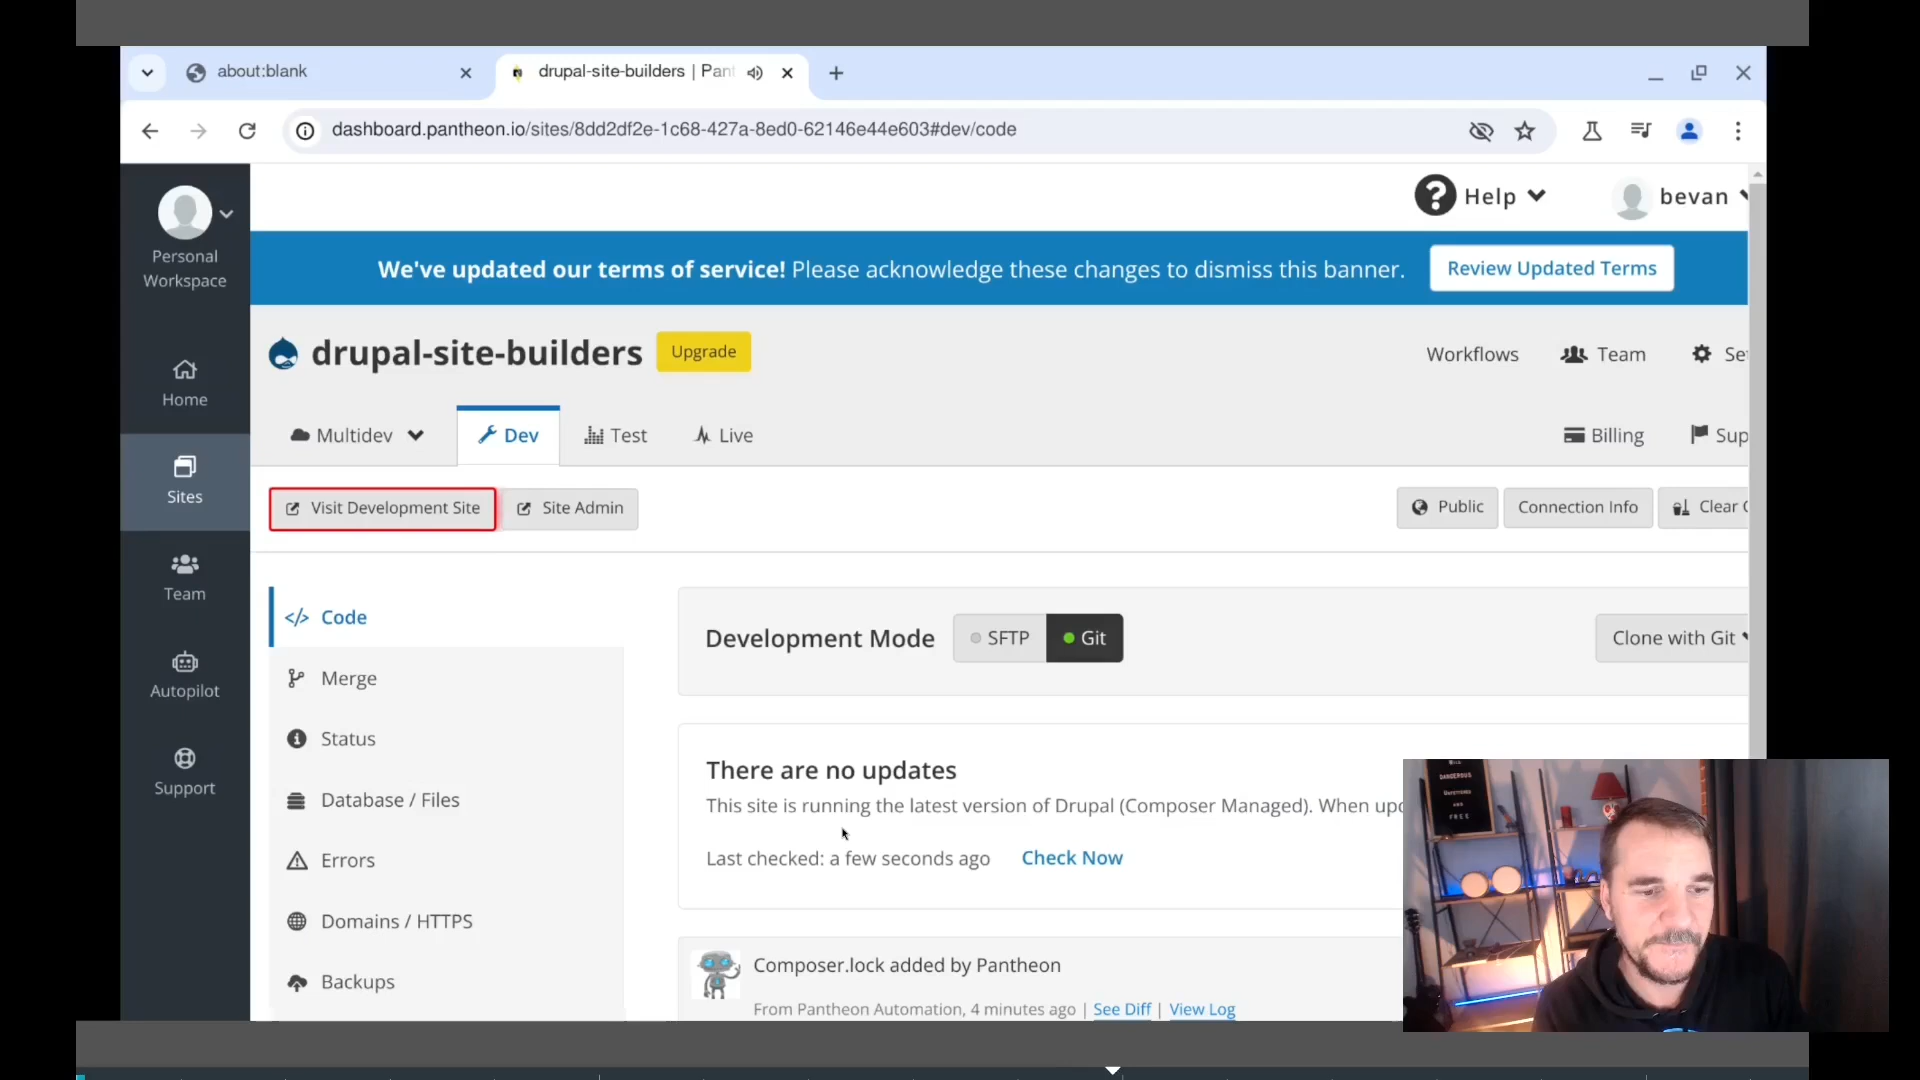 about:blank
drupal-site-builders | Pant
dashboard.pantheon.io/sites/8dd2df2e-1c68-427a-8ed0-62146e44e603#dev/code
Help
bevan
Personal
Workspace
We've updated our terms of service! Please acknowledge these changes to dismiss this banner.
Review Updated Terms
drupal-site-builders
Upgrade
Workflows
Team
Set
Home
Multidev
Dev
Test
Live
Billing
Sup
Sites
Visit Development Site
Site Admin
Public
Connection Info
Clear C
Team
Code
Development Mode
SFTP
Git
Clone with Git
Merge
Autopilot
Status
Support
There are no updates
This site is running the latest version of Drupal (Composer Managed). When upd
Database / Files
Last checked: a few seconds ago
Check Now
Errors
Domains / HTTPS
Composer.lock added by Pantheon
Backups
From Pantheon Automation, 4 minutes ago | See Diff | View Log
DANGEROUS
QUESTIONS
AND
FREE